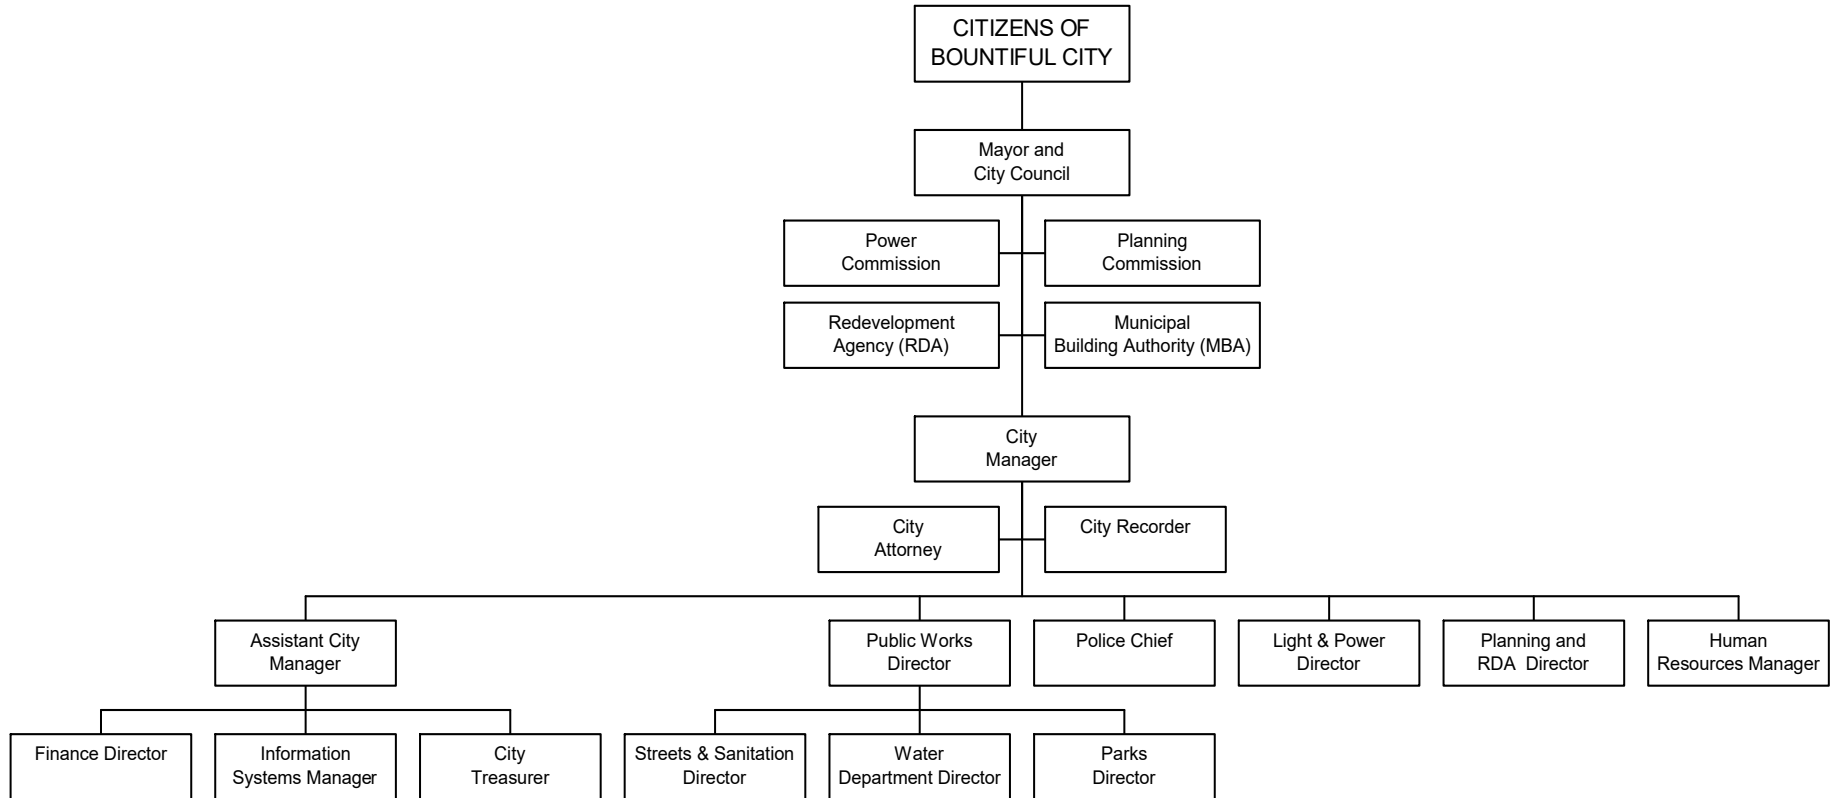 CITIZENS OF
BOUNTIFUL CITY
Mayor and
City Council
Power
Commission
Planning
Commission
Redevelopment
Agency (RDA)
Municipal
Building Authority (MBA)
City
Manager
City
Attorney
City Recorder
Assistant City
Manager
Public Works
Director
Police Chief
Light & Power
Director
Planning and
RDA Director
Human
Resources Manager
Finance Director
Information
Systems Manager
City
Treasurer
Streets & Sanitation
Director
Water
Department Director
Parks
Director